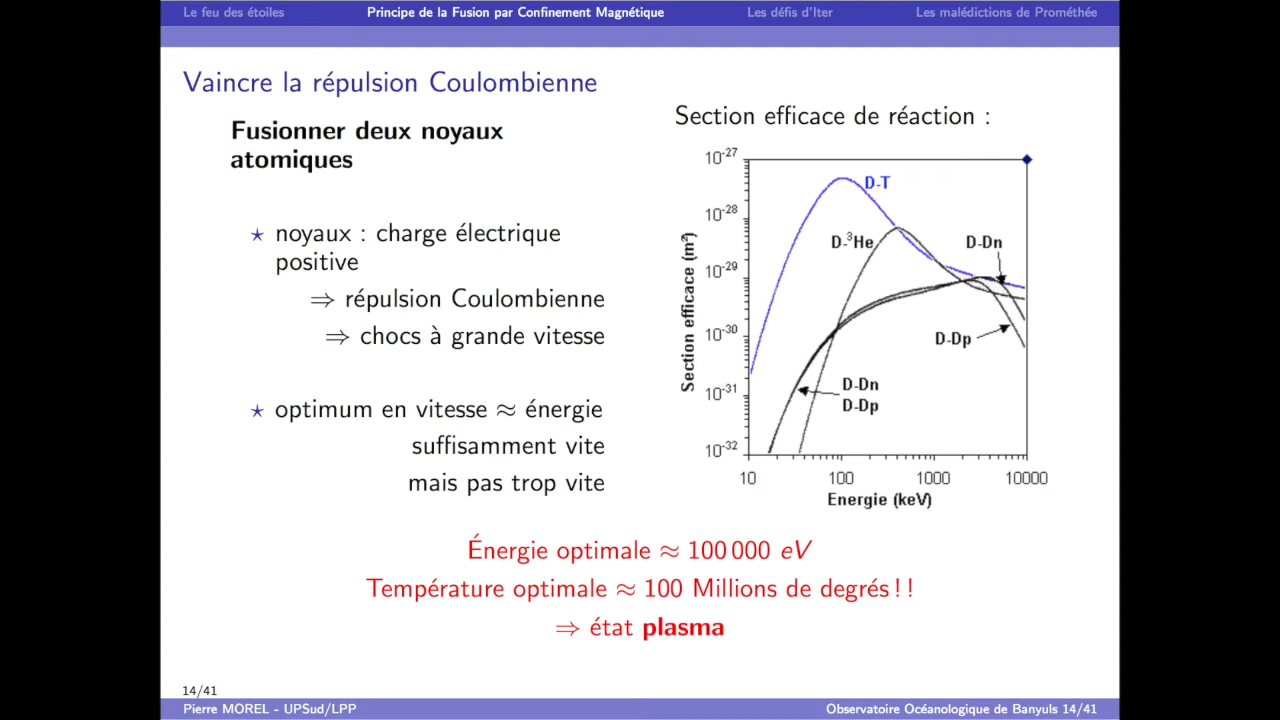 Le feu des étoiles
Principe de la Fusion par Confinement Magnétique
Les défis d'Iter
Les malédictions de Prométhée
Vaincre la répulsion Coulombienne
Fusionner deux noyaux
atomiques
⋆ noyaux : charge électrique
positive
⇒ répulsion Coulombienne
⇒ chocs à grande vitesse
⋆ optimum en vitesse ≈ énergie
suffisamment vite
mais pas trop vite
Section efficace de réaction :
10⁻²⁷
10⁻²⁸
10⁻²⁹
10⁻³⁰
10⁻³¹
10⁻³²
Section efficace (m²)
D-T
D-³He
D-Dn
D-Dp
D-Dn
D-Dp
10 100 1000 10000
Energie (keV)
Énergie optimale ≈ 100 000 eV
Température optimale ≈ 100 Millions de degrés ! !
⇒ état plasma
14/41
Pierre MOREL - UPSud/LPP
Observatoire Océanologique de Banyuls 14/41